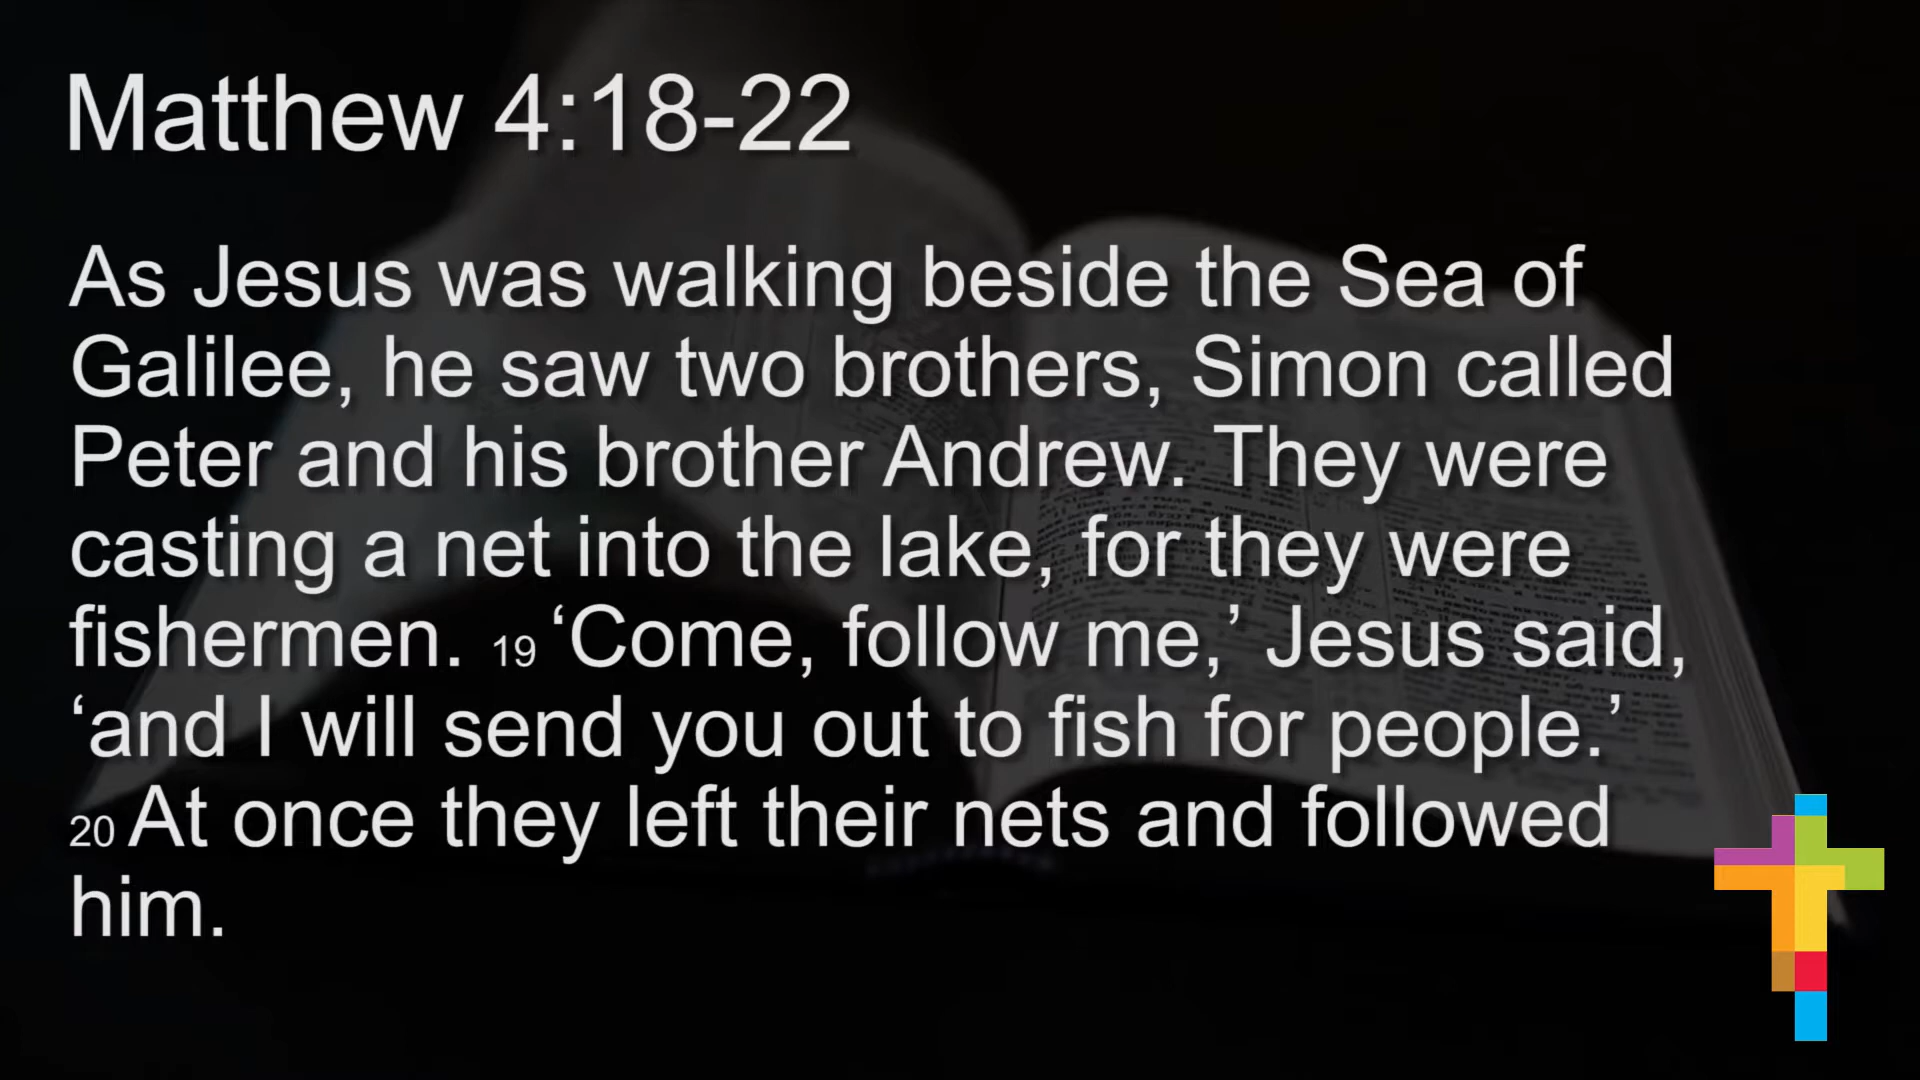 Matthew 4:18-22
As Jesus was walking beside the Sea of
Galilee, he saw two brothers, Simon called
Peter and his brother Andrew. They were
casting a net into the lake, for they were
fishermen. 19 ‘Come, follow me,’ Jesus said,
‘and I will send you out to fish for people.’
20 At once they left their nets and followed
him.